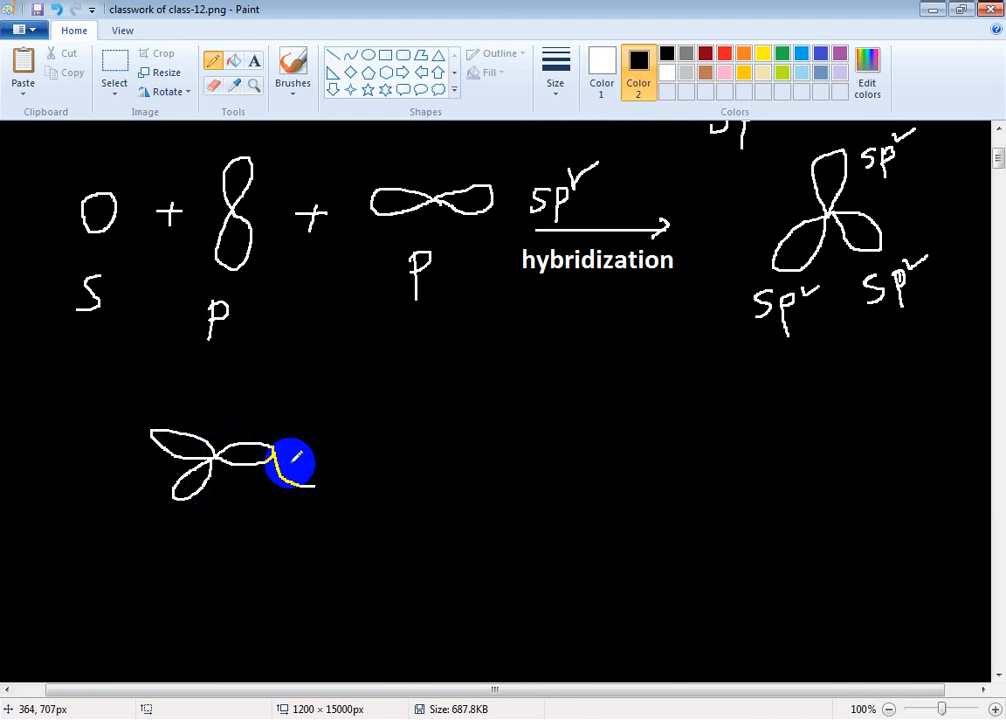 classwork of class-12.png - Paint
Home View
Paste
Cut
Copy
Clipboard
Select
Crop
Resize
Rotate
Image
A
Tools
Brushes
Shapes
Outline
Fill
Size
Color 1
Color 2
Edit colors
Colors
sp
sp²
S + p + p sp² hybridization
sp² sp²
364, 707px
1200 × 15000px
Size: 687.8KB
100%